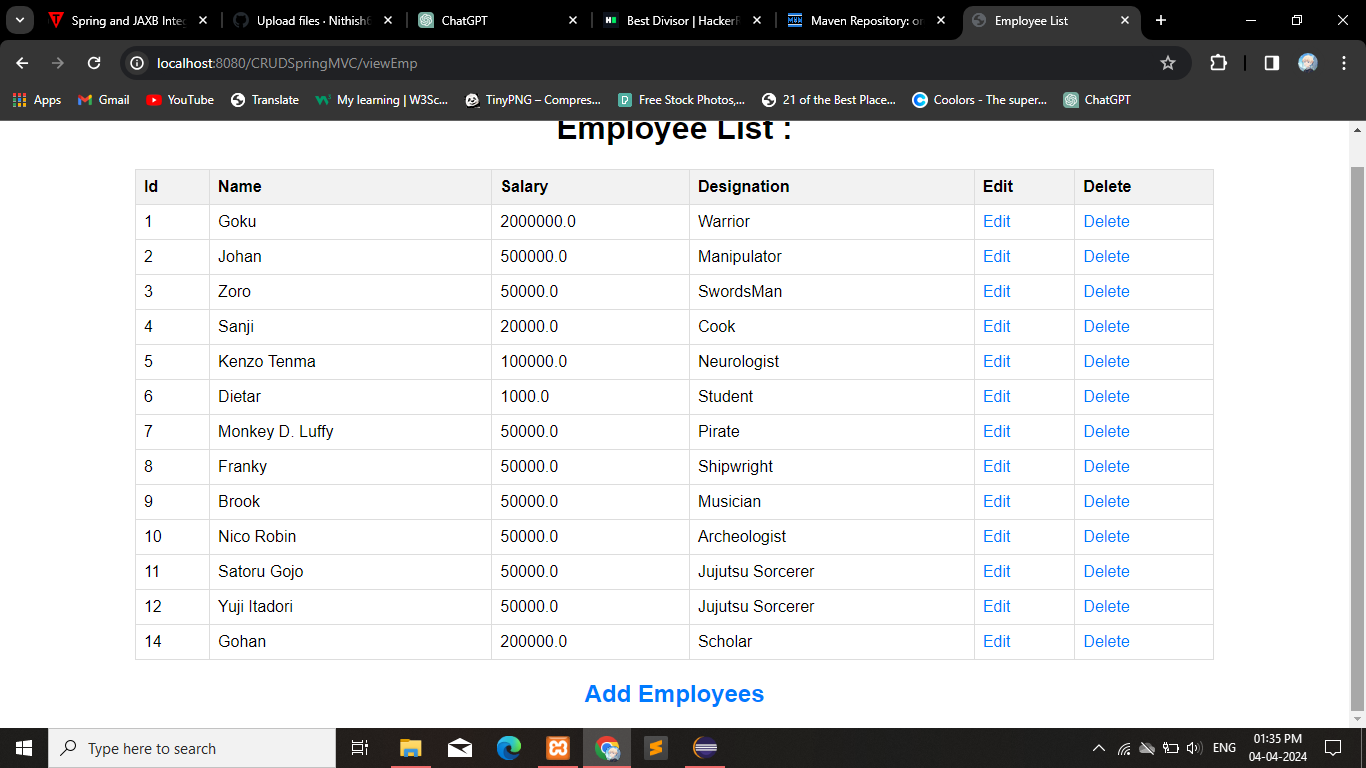 Spring and JAXB Integ
Upload files · Nithish6
ChatGPT
Best Divisor | HackerR
Maven Repository: or
Employee List
localhost:8080/CRUDSpringMVC/viewEmp
Apps Gmail YouTube Translate My learning | W3Sc... TinyPNG – Compres... Free Stock Photos,... 21 of the Best Place... Coolors - The super... ChatGPT
Employee List :
Id Name Salary Designation Edit Delete
1 Goku 2000000.0 Warrior Edit Delete
2 Johan 500000.0 Manipulator Edit Delete
3 Zoro 50000.0 SwordsMan Edit Delete
4 Sanji 20000.0 Cook Edit Delete
5 Kenzo Tenma 100000.0 Neurologist Edit Delete
6 Dietar 1000.0 Student Edit Delete
7 Monkey D. Luffy 50000.0 Pirate Edit Delete
8 Franky 50000.0 Shipwright Edit Delete
9 Brook 50000.0 Musician Edit Delete
10 Nico Robin 50000.0 Archeologist Edit Delete
11 Satoru Gojo 50000.0 Jujutsu Sorcerer Edit Delete
12 Yuji Itadori 50000.0 Jujutsu Sorcerer Edit Delete
14 Gohan 200000.0 Scholar Edit Delete
Add Employees
Type here to search
ENG
01:35 PM
04-04-2024